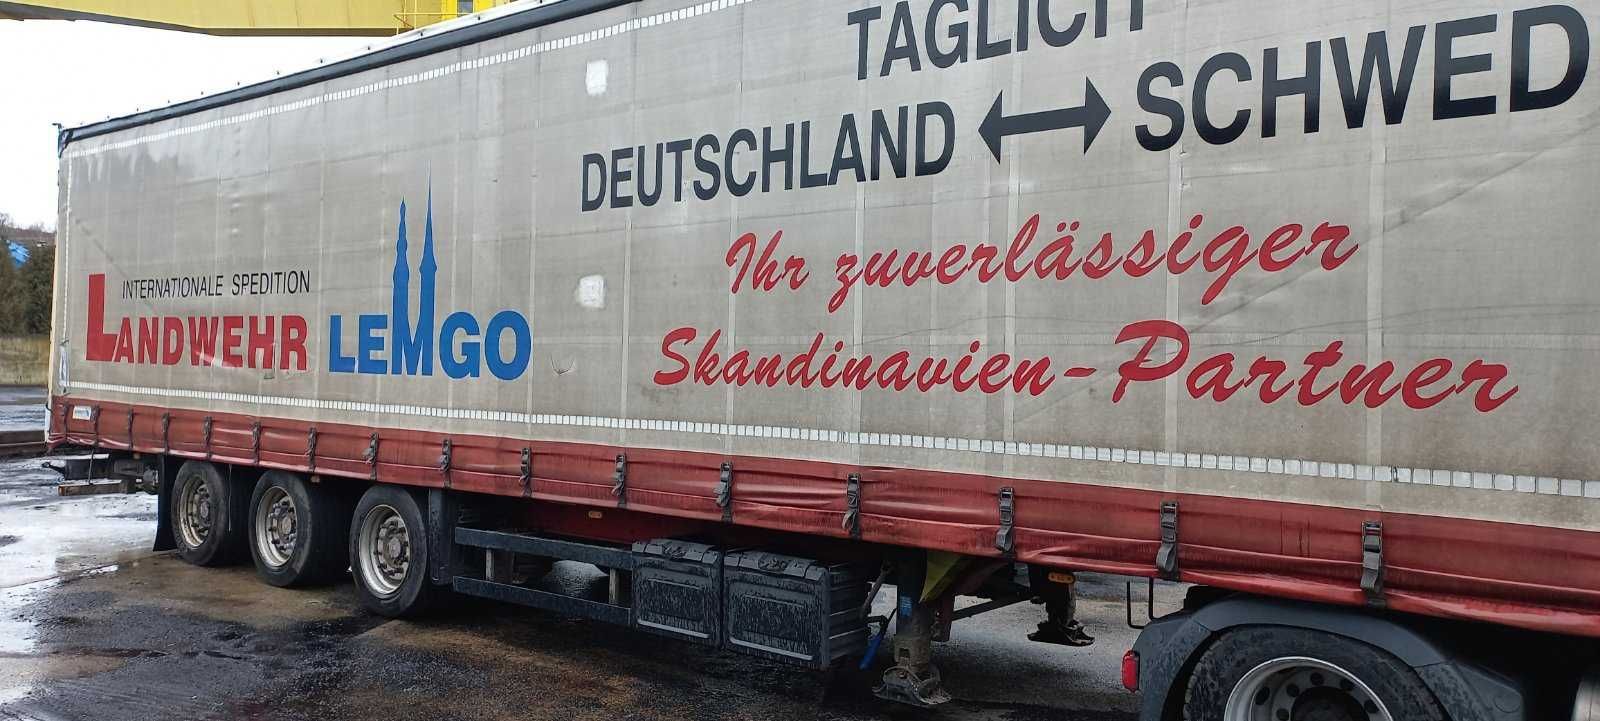 TÄGLICH
DEUTSCHLAND ↔ SCHWED
Ihr zuverlässiger
Skandinavien-Partner
INTERNATIONALE SPEDITION
LANDWEHR LEMGO